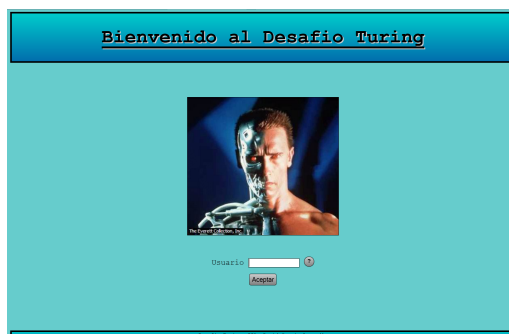 Bienvenido al Desafio Turing
The Everett Collection, Inc.
Usuario ?
Aceptar